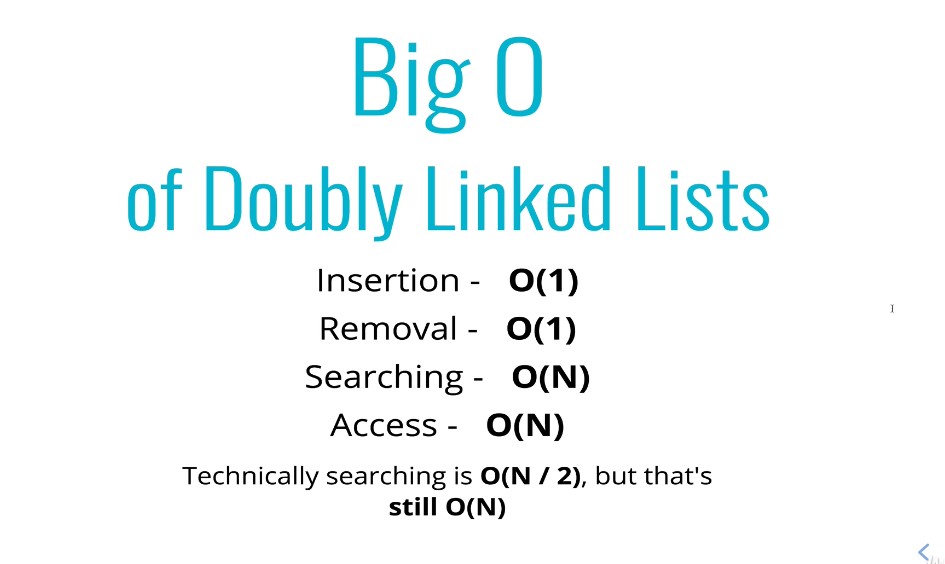 Big O
of Doubly Linked Lists
Insertion - O(1)
Removal - O(1)
Searching - O(N)
Access - O(N)
Technically searching is O(N / 2), but that's
still O(N)